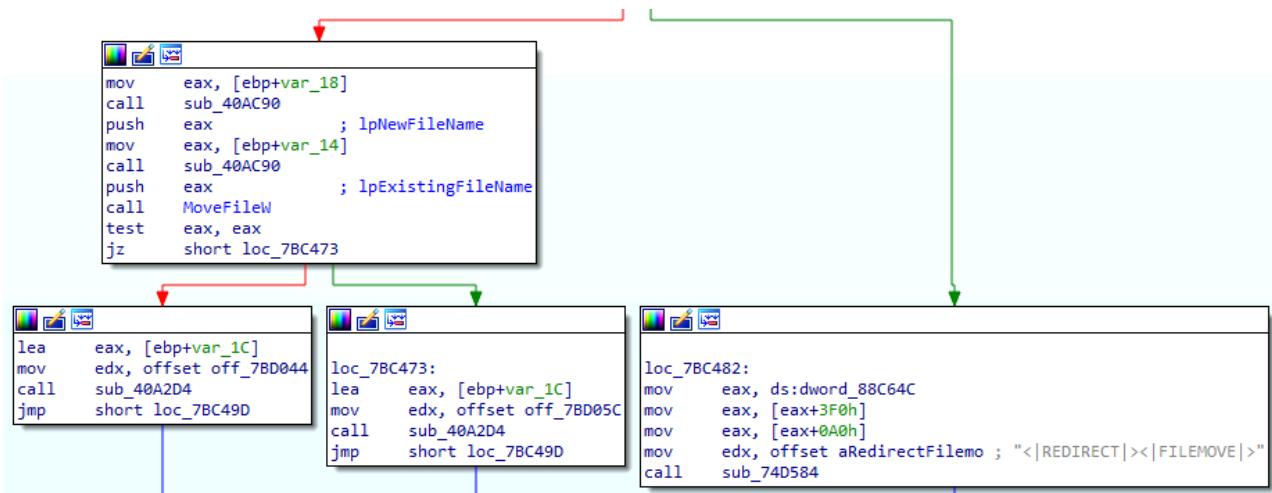 mov     eax, [ebp+var_18]
call    sub_40AC90
push    eax             ; lpNewFileName
mov     eax, [ebp+var_14]
call    sub_40AC90
push    eax             ; lpExistingFileName
call    MoveFileW
test    eax, eax
jz      short loc_7BC473
lea     eax, [ebp+var_1C]
mov     edx, offset off_7BD044
call    sub_40A2D4
jmp     short loc_7BC49D
loc_7BC473:
lea     eax, [ebp+var_1C]
mov     edx, offset off_7BD05C
call    sub_40A2D4
jmp     short loc_7BC49D
loc_7BC482:
mov     eax, ds:dword_88C64C
mov     eax, [eax+3F0h]
mov     eax, [eax+0A0h]
mov     edx, offset aRedirectFilemo ; "<|REDIRECT|><|FILEMOVE|>"
call    sub_74D584